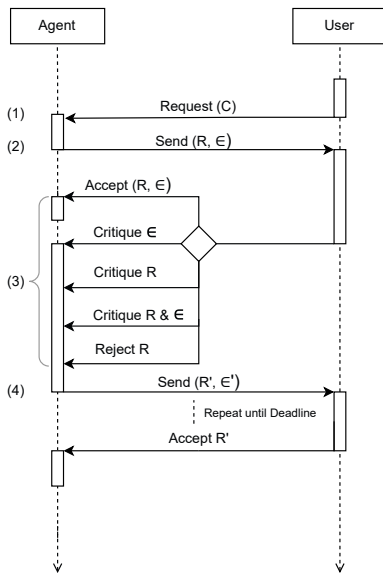 Agent
User
(1)
Request (C)
(2)
Send (R, ∈)
Accept (R, ∈)
Critique ∈
(3)
Critique R
Critique R & ∈
Reject R
(4)
Send (R', ∈')
Repeat until Deadline
Accept R'